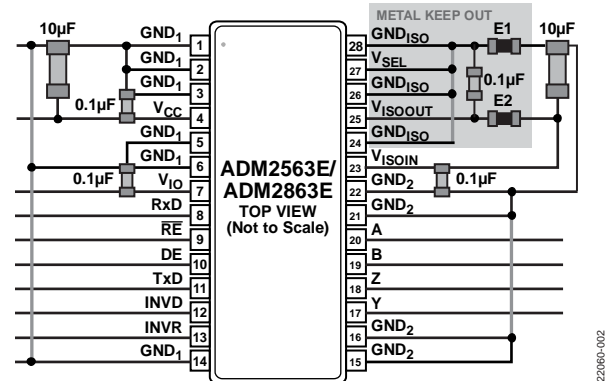 METAL KEEP OUT
10µF
GND1
1
GND1
2
GND1
3
0.1µF
VCC
4
GND1
5
GND1
6
0.1µF
VIO
7
RxD
8
RE
9
DE
10
TxD
11
INVD
12
INVR
13
GND1
14
ADM2563E/
ADM2863E
TOP VIEW
(Not to Scale)
28
GNDISO
E1
10µF
27
VSEL
0.1µF
26
GNDISO
25
VISOOUT
E2
24
GNDISO
23
VISOIN
0.1µF
22
GND2
21
GND2
20
A
19
B
18
Z
17
Y
16
GND2
15
GND2
22060-002